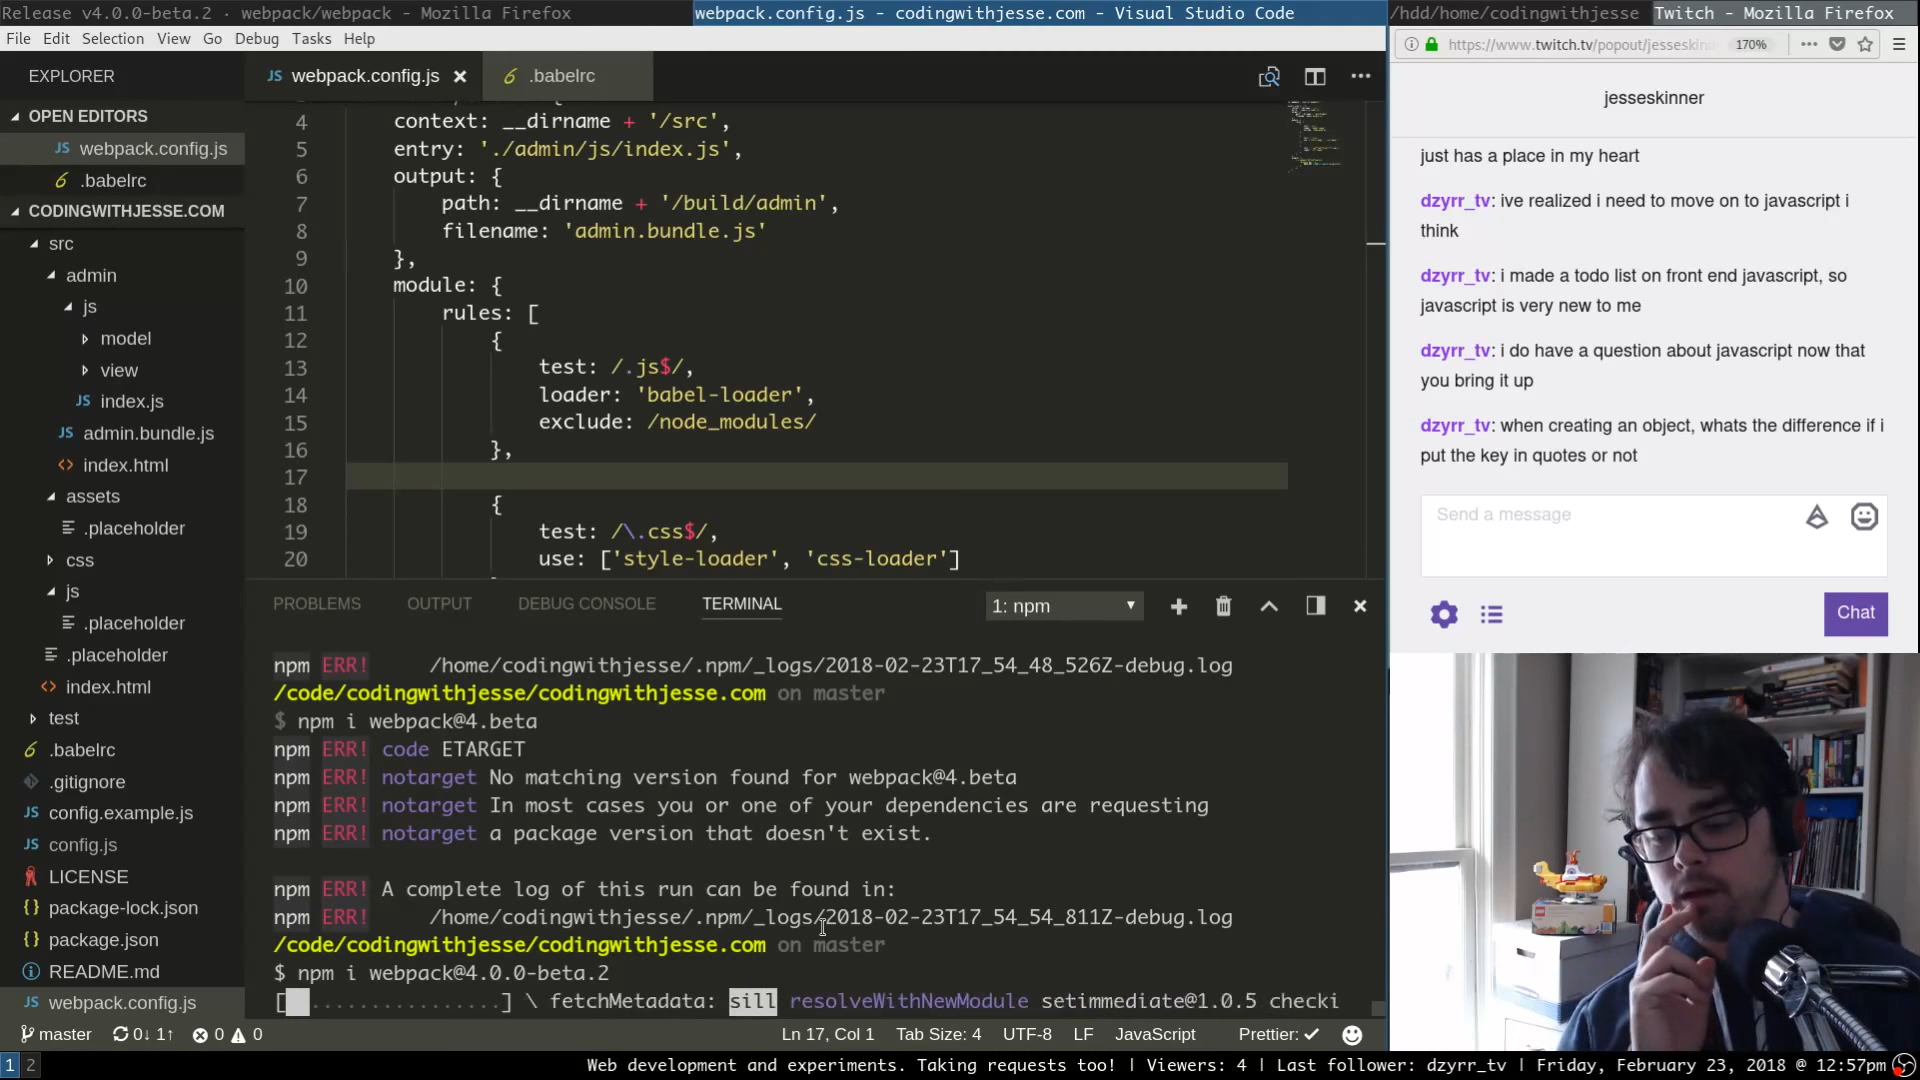 Release v4.0.0-beta.2 · webpack/webpack - Mozilla Firefox
webpack.config.js - codingwithjesse.com - Visual Studio Code
/hdd/home/codingwithjesse
Twitch - Mozilla Firefox
File Edit Selection View Go Debug Tasks Help
https://www.twitch.tv/popout/jesseskin
170%
EXPLORER
webpack.config.js
.babelrc
OPEN EDITORS
webpack.config.js
.babelrc
CODINGWITHJESSE.COM
src
admin
js
model
view
index.js
admin.bundle.js
index.html
assets
.placeholder
css
js
.placeholder
.placeholder
index.html
test
.babelrc
.gitignore
config.example.js
config.js
LICENSE
package-lock.json
package.json
README.md
webpack.config.js
4 context: __dirname + '/src',
5 entry: './admin/js/index.js',
6 output: {
7 path: __dirname + '/build/admin',
8 filename: 'admin.bundle.js'
9 },
10 module: {
11 rules: [
12 {
13 test: /.js$/,
14 loader: 'babel-loader',
15 exclude: /node_modules/
16 },
17
18 {
19 test: /\.css$/,
20 use: ['style-loader', 'css-loader']
PROBLEMS OUTPUT DEBUG CONSOLE TERMINAL
1: npm
npm ERR! /home/codingwithjesse/.npm/_logs/2018-02-23T17_54_48_526Z-debug.log
/code/codingwithjesse/codingwithjesse.com on master
$ npm i webpack@4.beta
npm ERR! code ETARGET
npm ERR! notarget No matching version found for webpack@4.beta
npm ERR! notarget In most cases you or one of your dependencies are requesting
npm ERR! notarget a package version that doesn't exist.
npm ERR! A complete log of this run can be found in:
npm ERR! /home/codingwithjesse/.npm/_logs/2018-02-23T17_54_54_811Z-debug.log
/code/codingwithjesse/codingwithjesse.com on master
$ npm i webpack@4.0.0-beta.2
[ ................] \ fetchMetadata: sill resolveWithNewModule setimmediate@1.0.5 checki
master 0↓ 1↑ 0 0
Ln 17, Col 1 Tab Size: 4 UTF-8 LF JavaScript Prettier: ✓
jesseskinner
just has a place in my heart
dzyrr_tv: ive realized i need to move on to javascript i
think
dzyrr_tv: i made a todo list on front end javascript, so
javascript is very new to me
dzyrr_tv: i do have a question about javascript now that
you bring it up
dzyrr_tv: when creating an object, whats the difference if i
put the key in quotes or not
Send a message
Chat
1 2
Web development and experiments. Taking requests too! | Viewers: 4 | Last follower: dzyrr_tv | Friday, February 23, 2018 @ 12:57pm